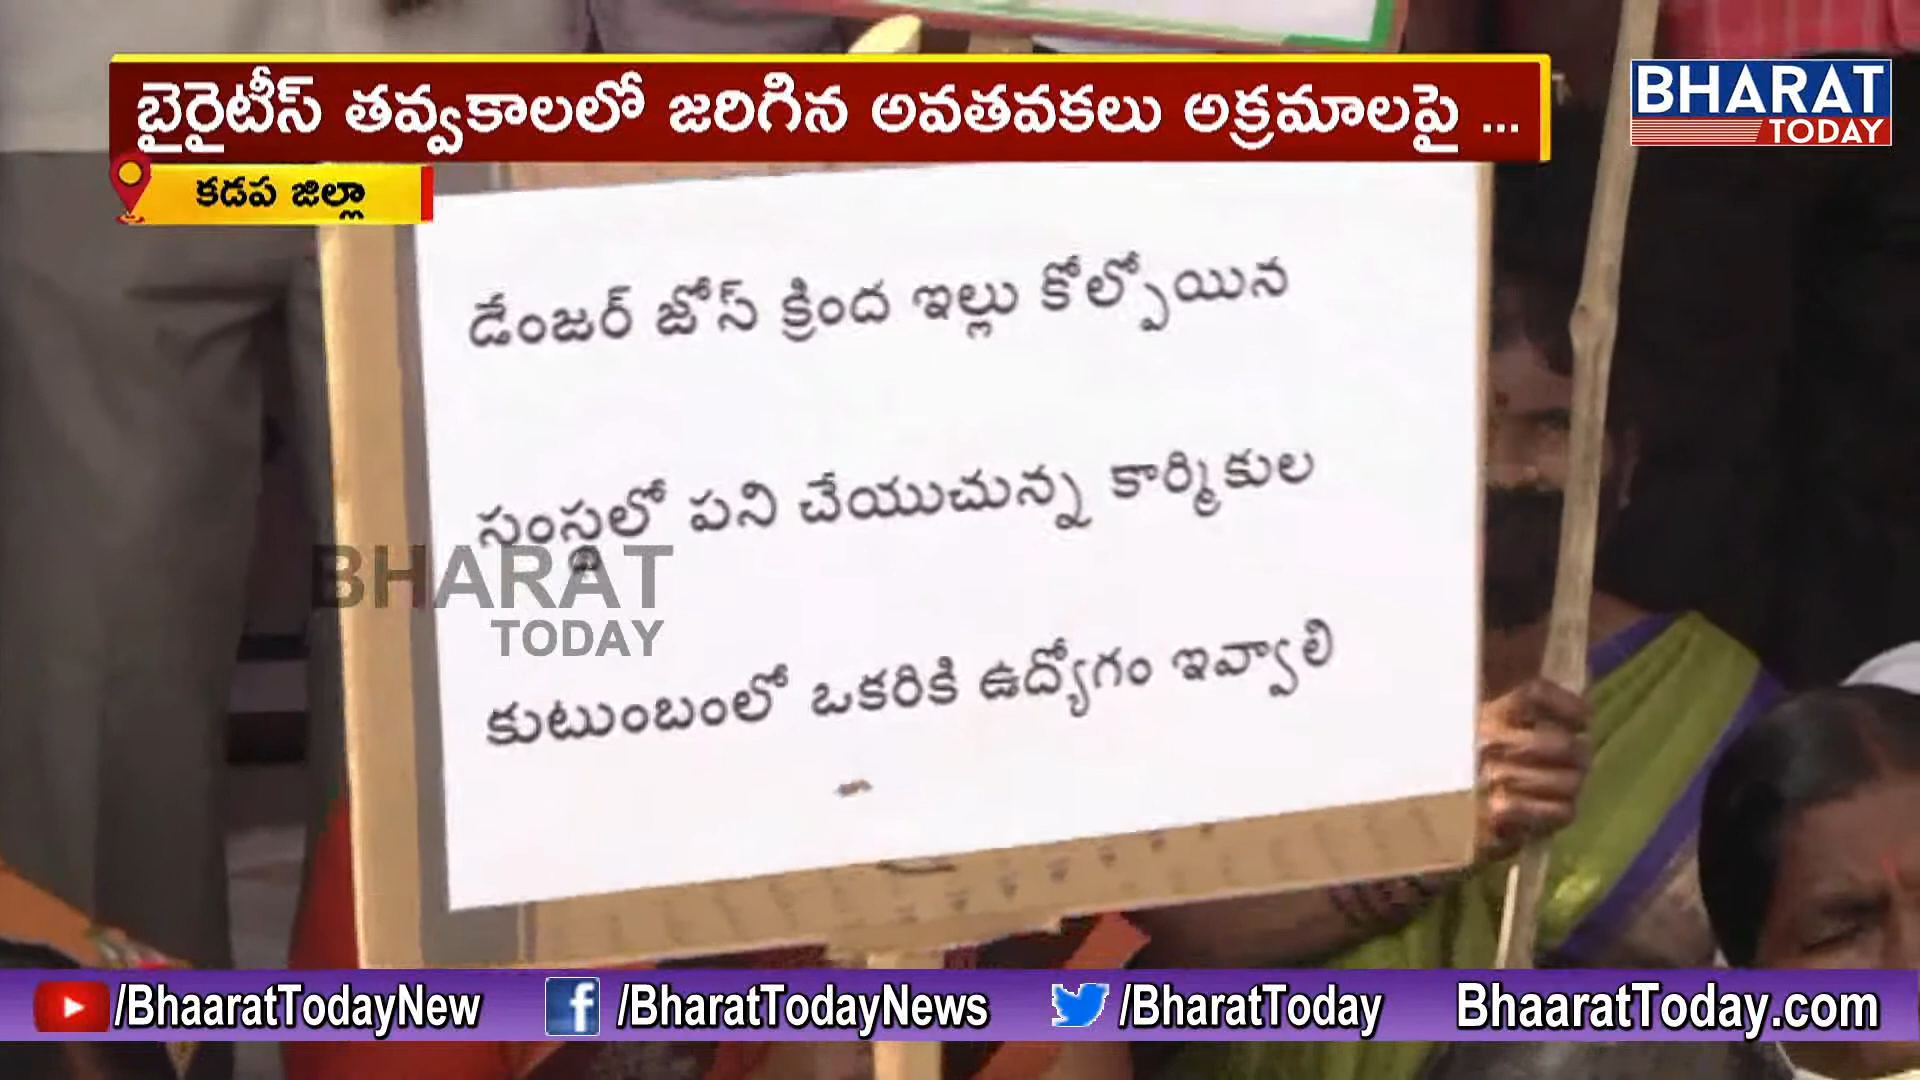 బైరైటీస్ తవ్వకాలలో జరిగిన అవతవకలు అక్రమాలపై ...
BHARAT
TODAY
కడప జిల్లా
డేంజర్ జోస్ క్రింద ఇల్లు కోల్పోయిన
సంస్థలో పని చేయుచున్న కార్మికుల
BHARAT
TODAY
కుటుంబంలో ఒకరికి ఉద్యోగం ఇవ్వాలి
/BhaaratTodayNew /BharatTodayNews /BharatToday BhaaratToday.com